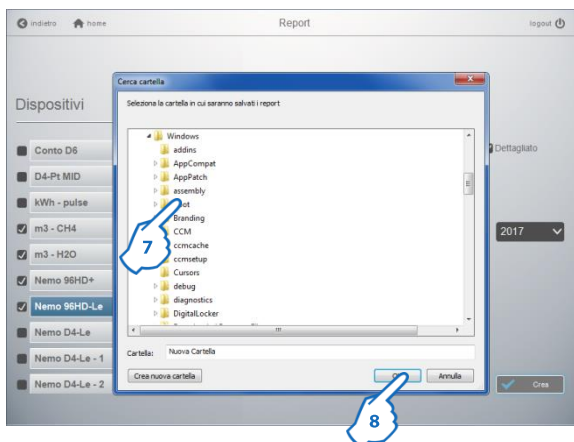 indietro home Report logout
Cerca cartella
Seleziona la cartella in cui saranno salvati i report
Dispositivi
Windows
addins
AppCompat
AppPatch
assembly
Branding
CCM
ccmcache
ccmsetup
Cursors
debug
diagnostics
DigitalLocker
Conto D6
D4-Pt MID
kWh - pulse
m3 - CH4
m3 - H2O
Nemo 96HD+
Nemo 96HD-Le
Nemo D4-Le
Nemo D4-Le - 1
Nemo D4-Le - 2
Dettagliato
2017
7
Cartella: Nuova Cartella
Crea nuova cartella Annulla
Crea
8